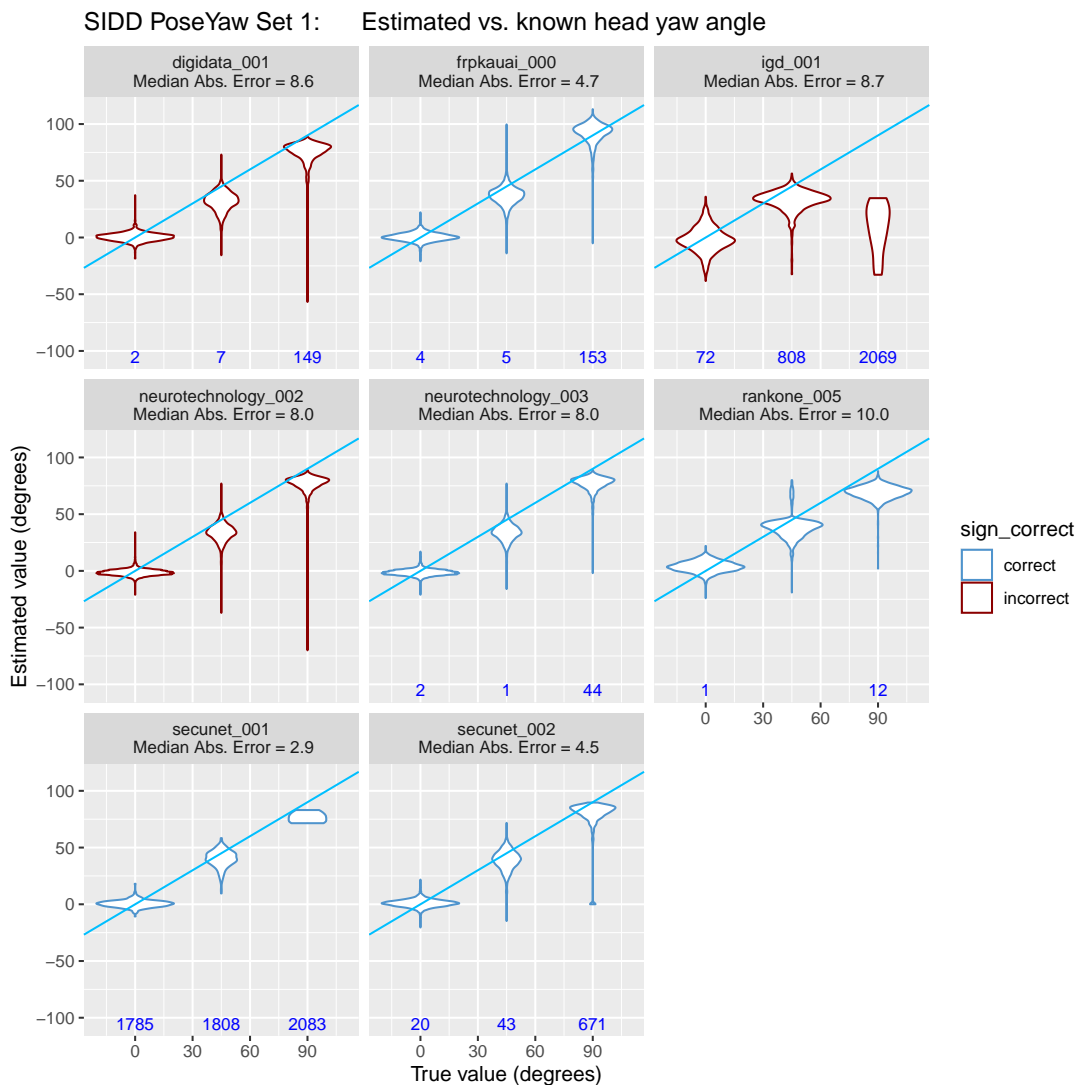 SIDD PoseYaw Set 1: Estimated vs. known head yaw angle
digidata_001
Median Abs. Error = 8.6
frpkauai_000
Median Abs. Error = 4.7
igd_001
Median Abs. Error = 8.7
100
50
0
−50
−100
2 7 149
4 5 153
72 808 2069
neurotechnology_002
Median Abs. Error = 8.0
neurotechnology_003
Median Abs. Error = 8.0
rankone_005
Median Abs. Error = 10.0
Estimated value (degrees)
100
50
0
−50
−100
2 1 44
1 12
0 30 60 90
sign_correct
correct
incorrect
secunet_001
Median Abs. Error = 2.9
secunet_002
Median Abs. Error = 4.5
100
50
0
−50
−100
1785 1808 2083
20 43 671
0 30 60 90
0 30 60 90
True value (degrees)